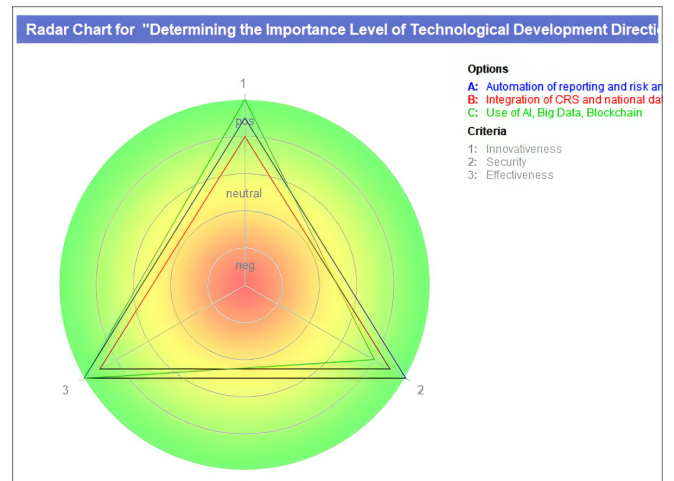 Radar Chart for "Determining the Importance Level of Technological Development Directi
Options
A: Automation of reporting and risk an
B: Integration of CRS and national dat
C: Use of AI, Big Data, Blockchain
Criteria
1: Innovativeness
2: Security
3: Effectiveness
1
pos
neutral
neg
3
2